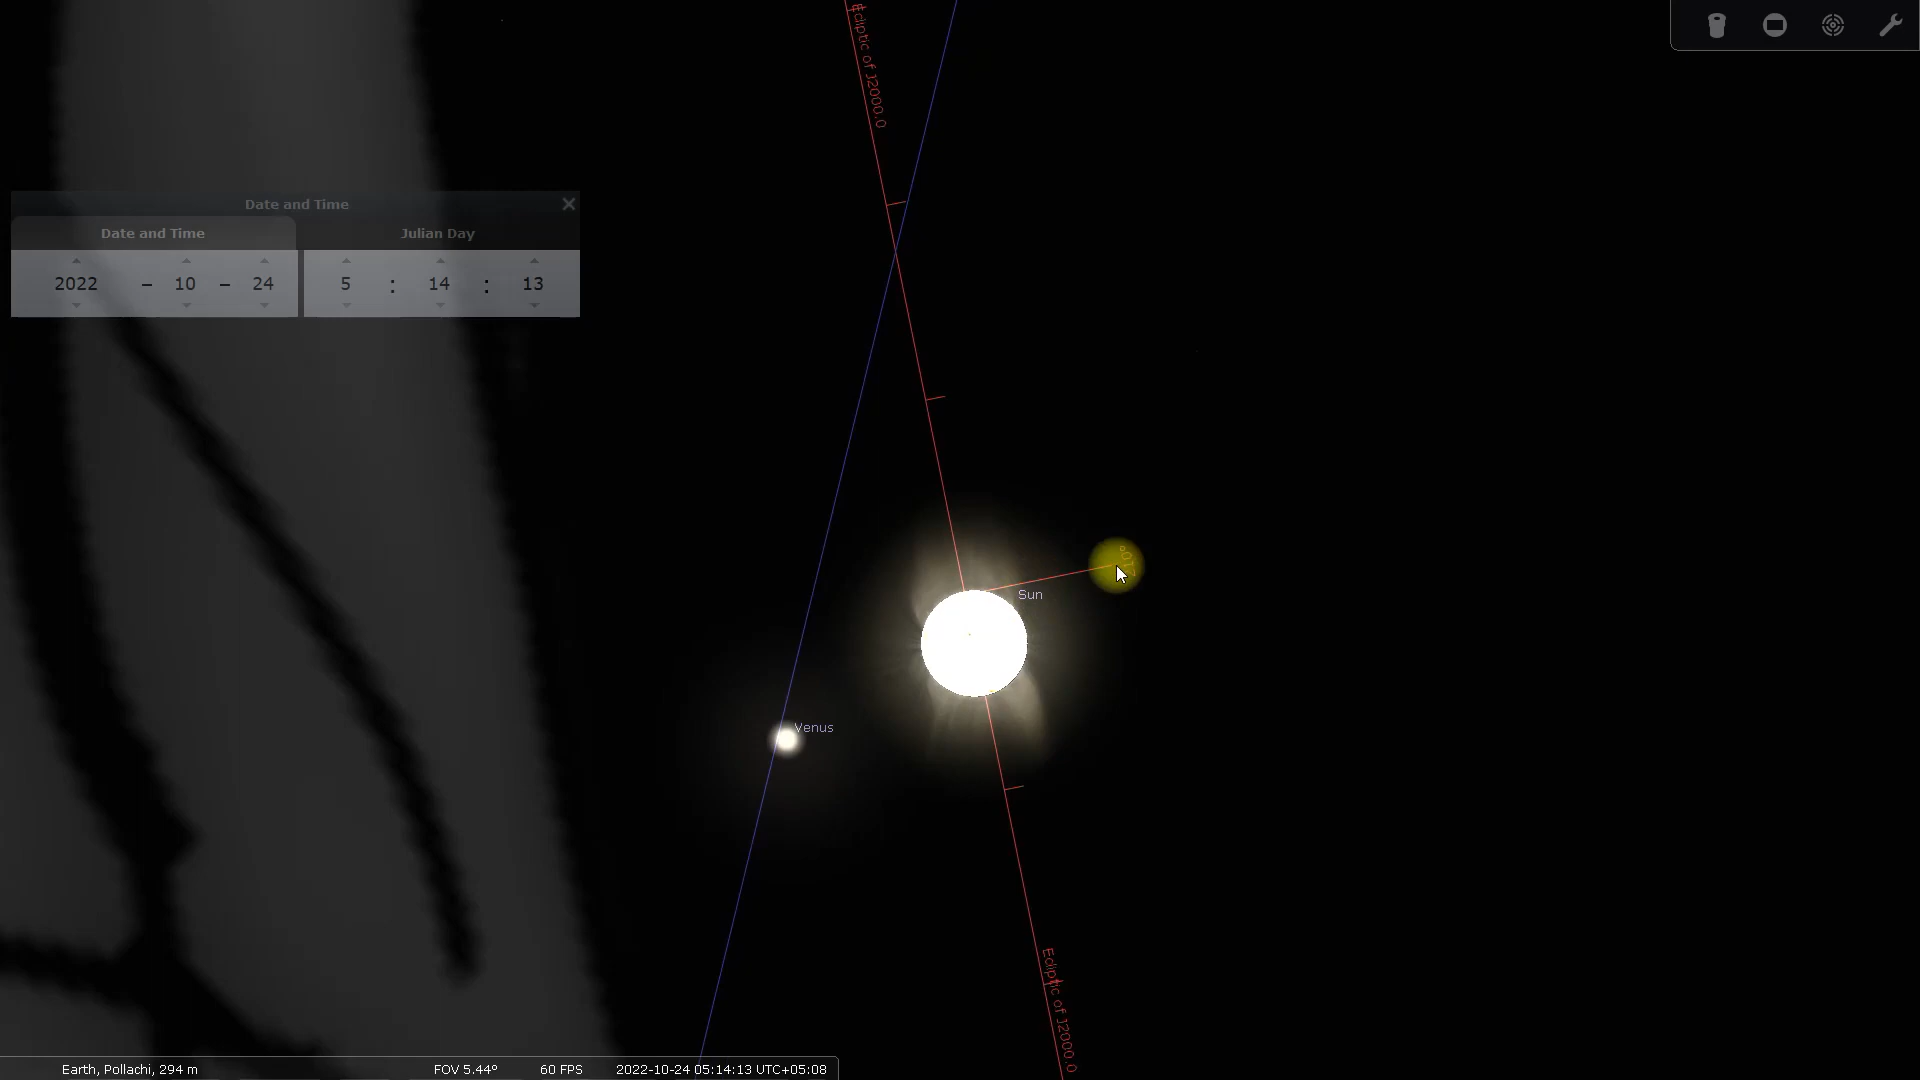 Ecliptic of J2000.0
Date and Time
Date and Time
Julian Day
2022 - 10 - 24
5 : 14 : 13
210°
Sun
Venus
Ecliptic of J2000.0
Earth, Pollachi, 294 m
FOV 5.44°
60 FPS
2022-10-24 05:14:13 UTC+05:08